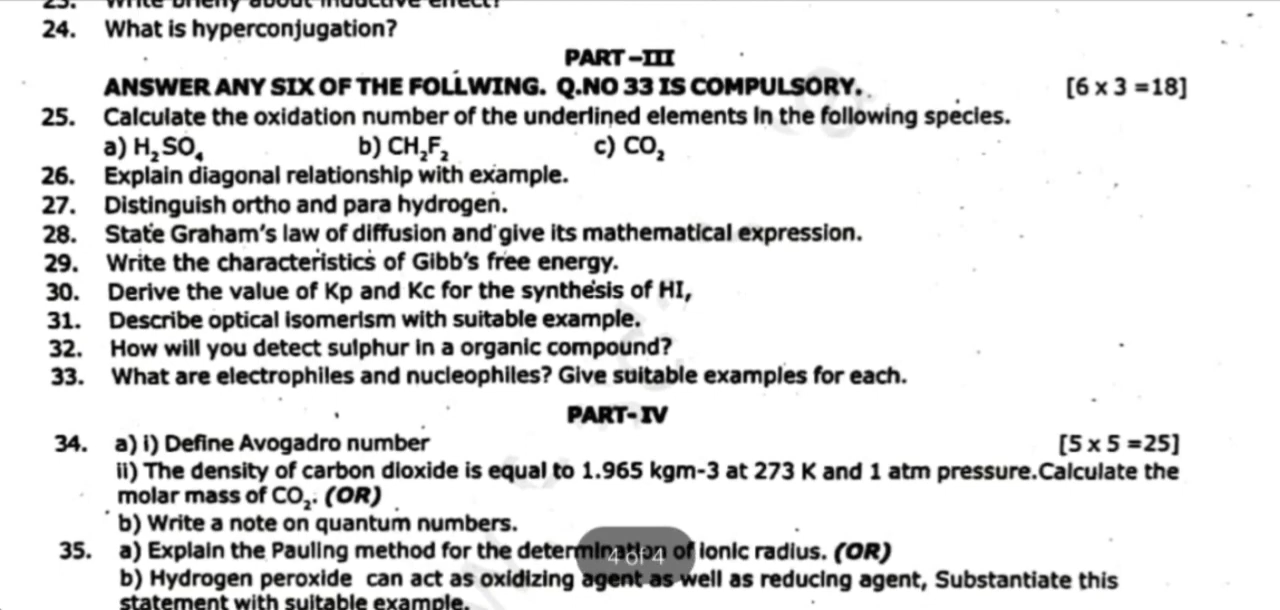 23. Write briefly about inductive effect?
24. What is hyperconjugation?
PART-III
ANSWER ANY SIX OF THE FOLLWING. Q.NO 33 IS COMPULSORY. [6 x 3 =18]
25. Calculate the oxidation number of the underlined elements in the following species.
a) H₂SO₄ b) CH₂F₂ c) CO₂
26. Explain diagonal relationship with example.
27. Distinguish ortho and para hydrogen.
28. State Graham's law of diffusion and give its mathematical expression.
29. Write the characteristics of Gibb's free energy.
30. Derive the value of Kp and Kc for the synthesis of HI,
31. Describe optical isomerism with suitable example.
32. How will you detect sulphur in a organic compound?
33. What are electrophiles and nucleophiles? Give suitable examples for each.
PART-IV
34. a) i) Define Avogadro number [5 x 5 =25]
ii) The density of carbon dioxide is equal to 1.965 kgm-3 at 273 K and 1 atm pressure.Calculate the
molar mass of CO₂. (OR)
b) Write a note on quantum numbers.
35. a) Explain the Pauling method for the determination of ionic radius. (OR)
4 of 4
b) Hydrogen peroxide can act as oxidizing agent as well as reducing agent, Substantiate this
statement with suitable example.